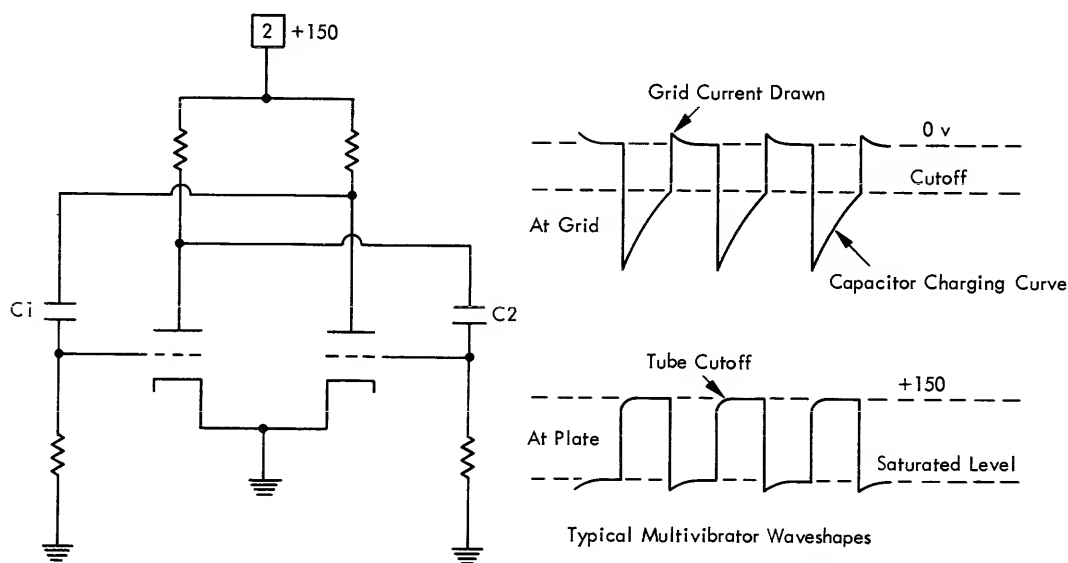 2 +150
C1
C2
Grid Current Drawn
0 v
Cutoff
At Grid
Capacitor Charging Curve
Tube Cutoff
+150
At Plate
Saturated Level
Typical Multivibrator Waveshapes